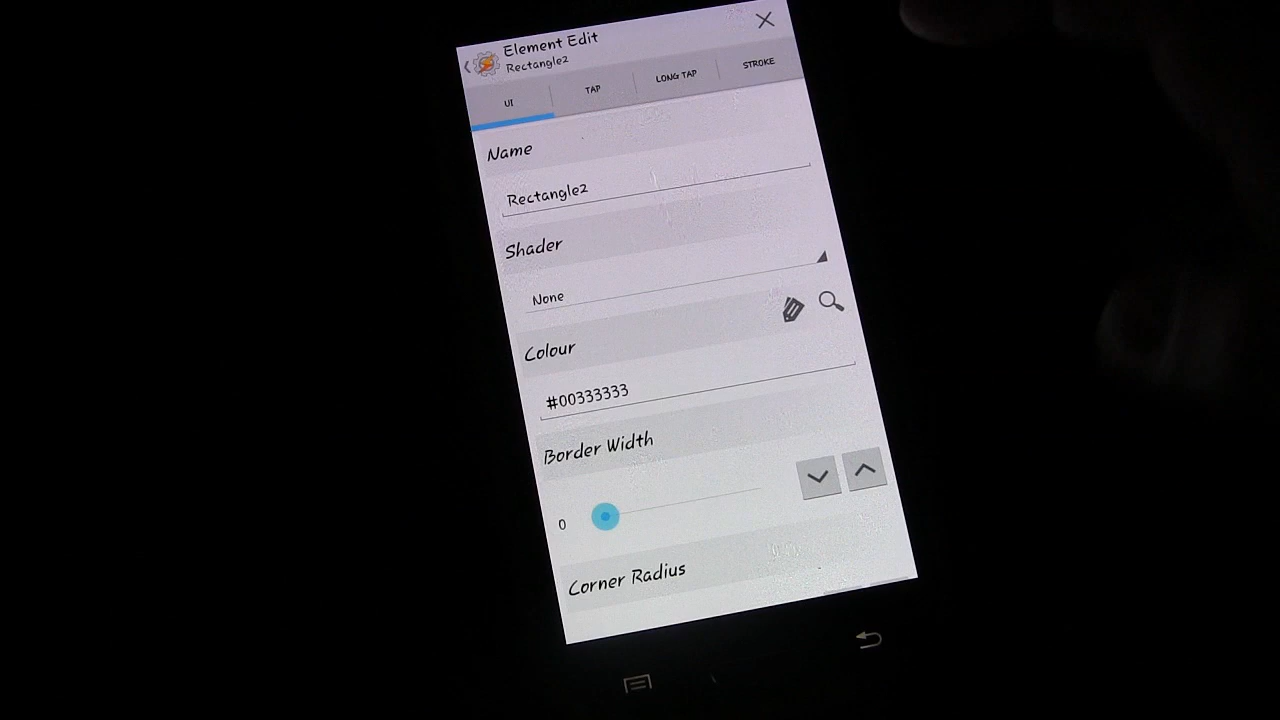 Element Edit
Rectangle2
UI TAP LONG TAP STROKE
Name
Rectangle2
Shader
None
Colour
#00333333
Border Width
0
Corner Radius